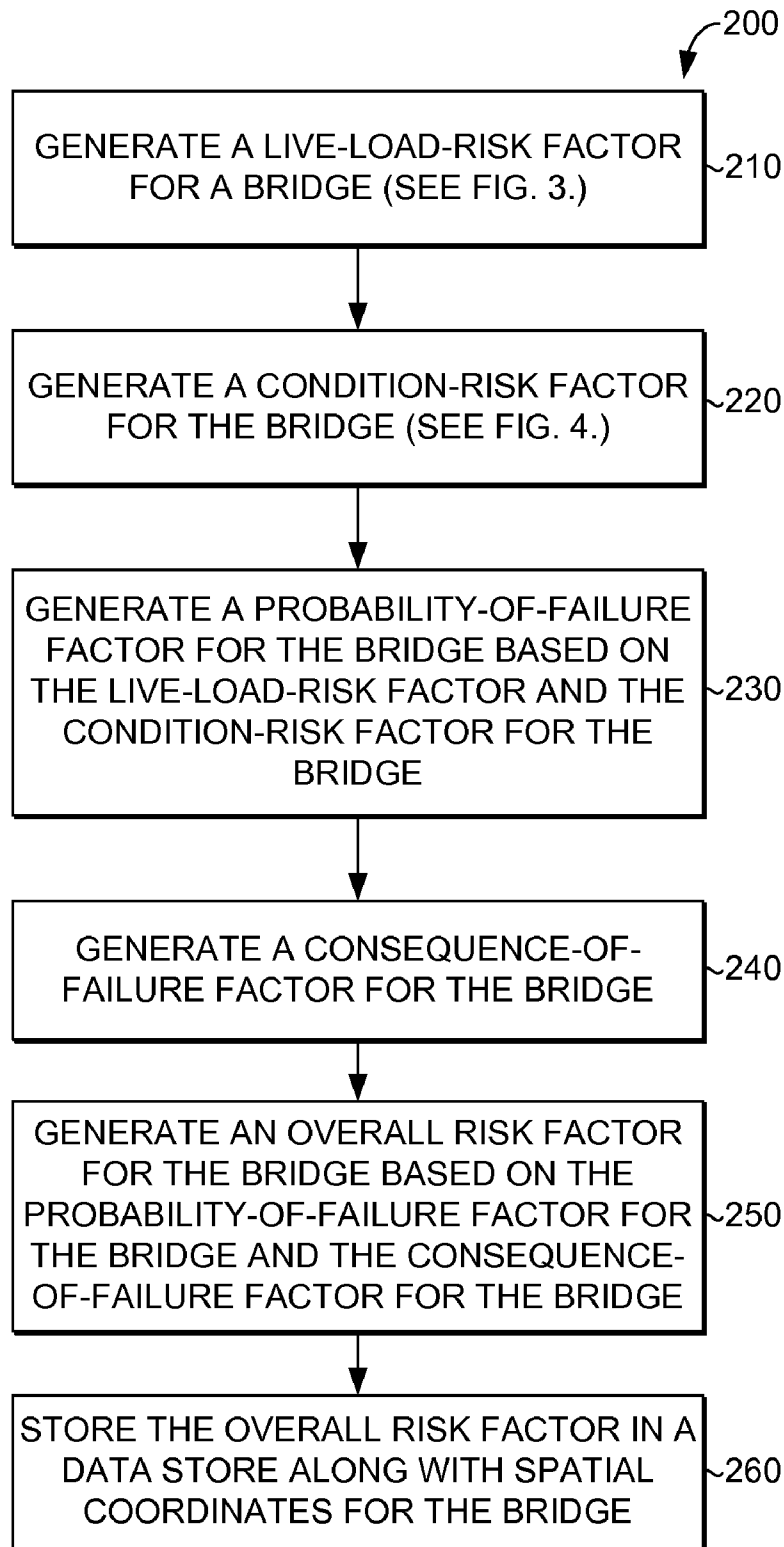 200
GENERATE A LIVE-LOAD-RISK FACTOR
FOR A BRIDGE (SEE FIG. 3.)
210
GENERATE A CONDITION-RISK FACTOR
FOR THE BRIDGE (SEE FIG. 4.)
220
GENERATE A PROBABILITY-OF-FAILURE
FACTOR FOR THE BRIDGE BASED ON
THE LIVE-LOAD-RISK FACTOR AND THE
CONDITION-RISK FACTOR FOR THE
BRIDGE
230
GENERATE A CONSEQUENCE-OF-
FAILURE FACTOR FOR THE BRIDGE
240
GENERATE AN OVERALL RISK FACTOR
FOR THE BRIDGE BASED ON THE
PROBABILITY-OF-FAILURE FACTOR FOR
THE BRIDGE AND THE CONSEQUENCE-
OF-FAILURE FACTOR FOR THE BRIDGE
250
STORE THE OVERALL RISK FACTOR IN A
DATA STORE ALONG WITH SPATIAL
COORDINATES FOR THE BRIDGE
260